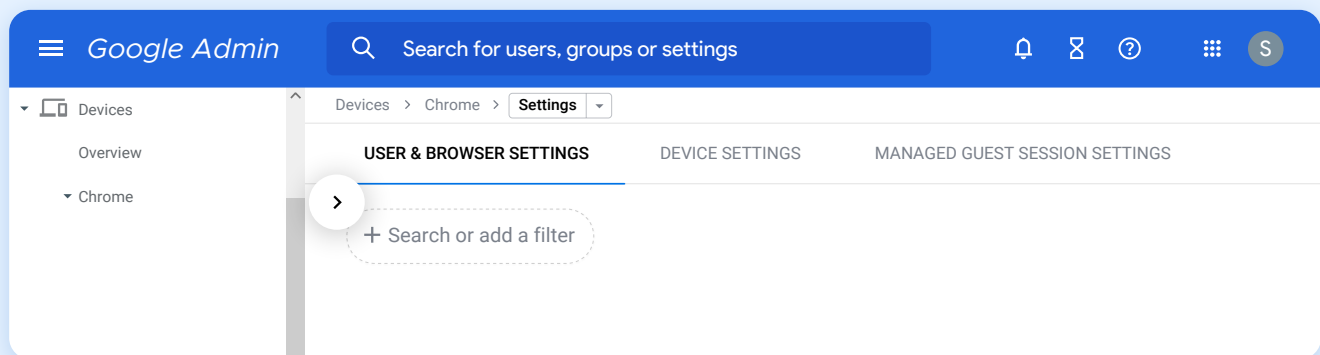 Google Admin
Search for users, groups or settings
S
Devices
Overview
Chrome
Devices > Chrome > Settings
USER & BROWSER SETTINGS
DEVICE SETTINGS
MANAGED GUEST SESSION SETTINGS
+ Search or add a filter